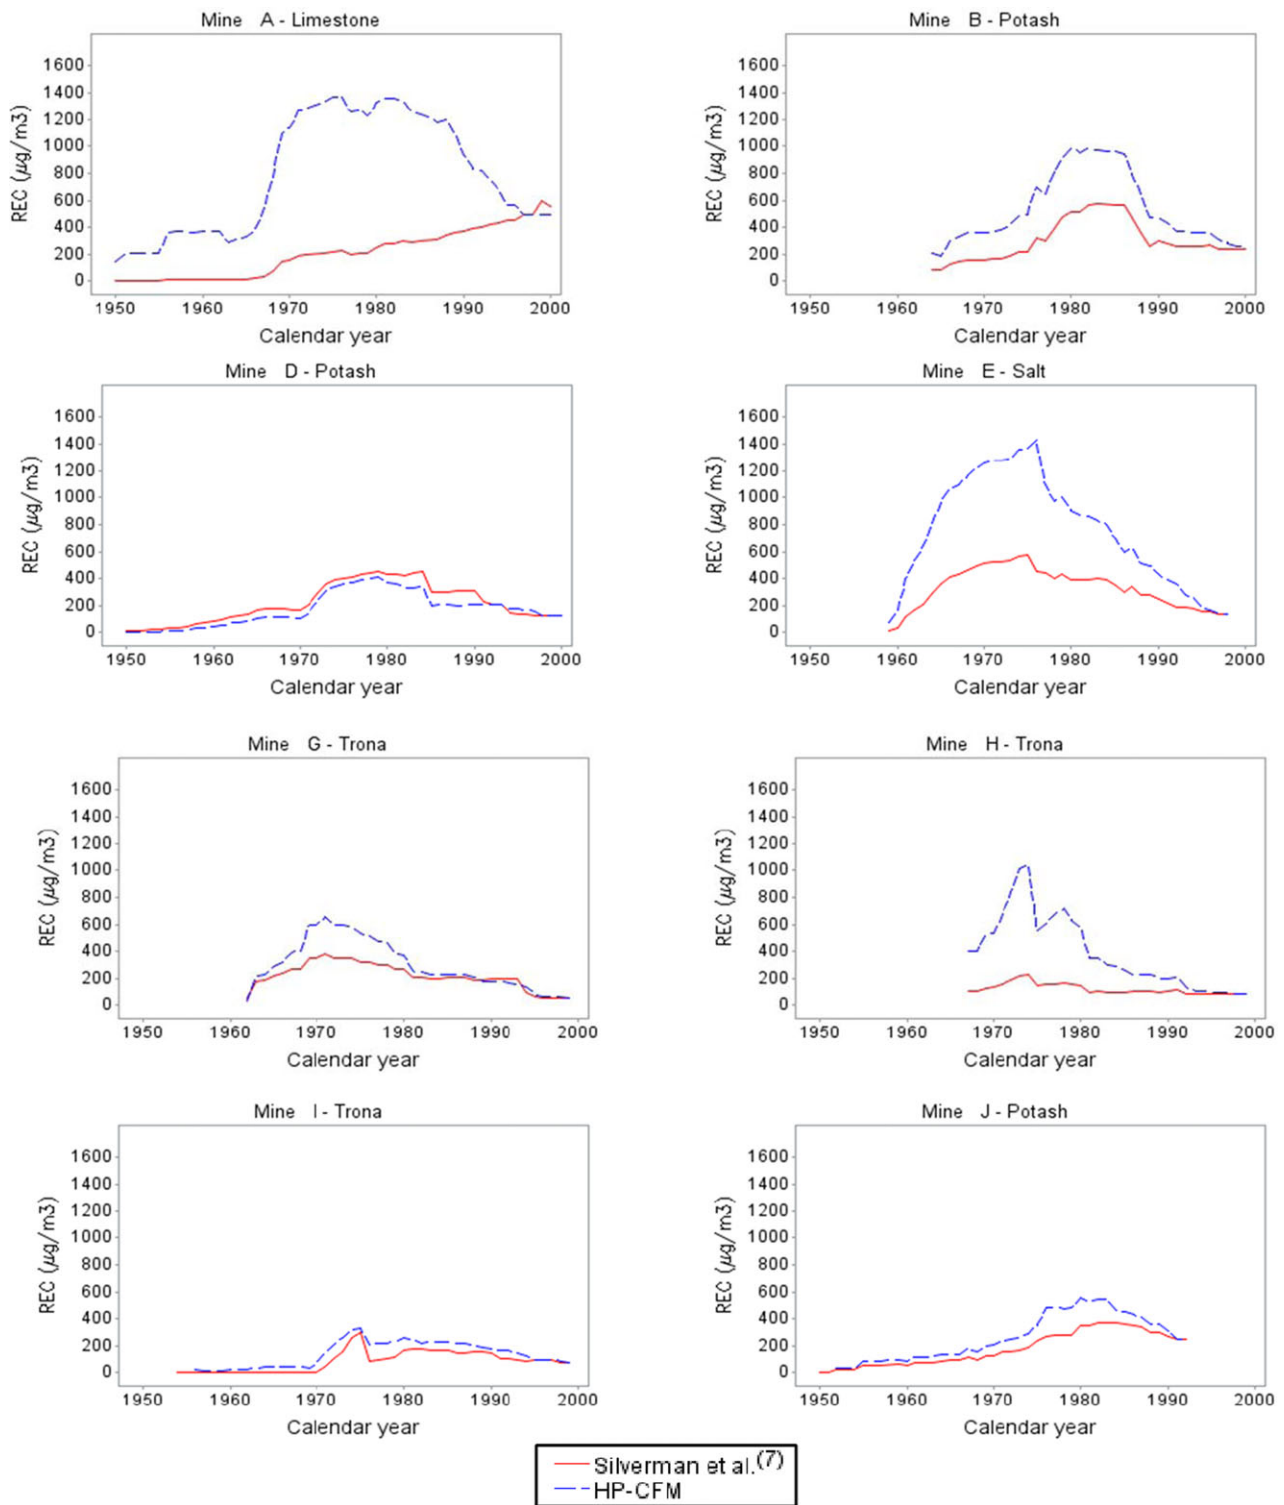 Mine A - Limestone
REC (µg/m3)
1600
1400
1200
1000
800
600
400
200
0
1950 1960 1970 1980 1990 2000
Calendar year
Mine B - Potash
REC (µg/m3)
1600
1400
1200
1000
800
600
400
200
0
1950 1960 1970 1980 1990 2000
Calendar year
Mine D - Potash
REC (µg/m3)
1600
1400
1200
1000
800
600
400
200
0
1950 1960 1970 1980 1990 2000
Calendar year
Mine E - Salt
REC (µg/m3)
1600
1400
1200
1000
800
600
400
200
0
1950 1960 1970 1980 1990 2000
Calendar year
Mine G - Trona
REC (µg/m3)
1600
1400
1200
1000
800
600
400
200
0
1950 1960 1970 1980 1990 2000
Calendar year
Mine H - Trona
REC (µg/m3)
1600
1400
1200
1000
800
600
400
200
0
1950 1960 1970 1980 1990 2000
Calendar year
Mine I - Trona
REC (µg/m3)
1600
1400
1200
1000
800
600
400
200
0
1950 1960 1970 1980 1990 2000
Calendar year
Mine J - Potash
REC (µg/m3)
1600
1400
1200
1000
800
600
400
200
0
1950 1960 1970 1980 1990 2000
Calendar year
Silverman et al.(7)
HP-CFM